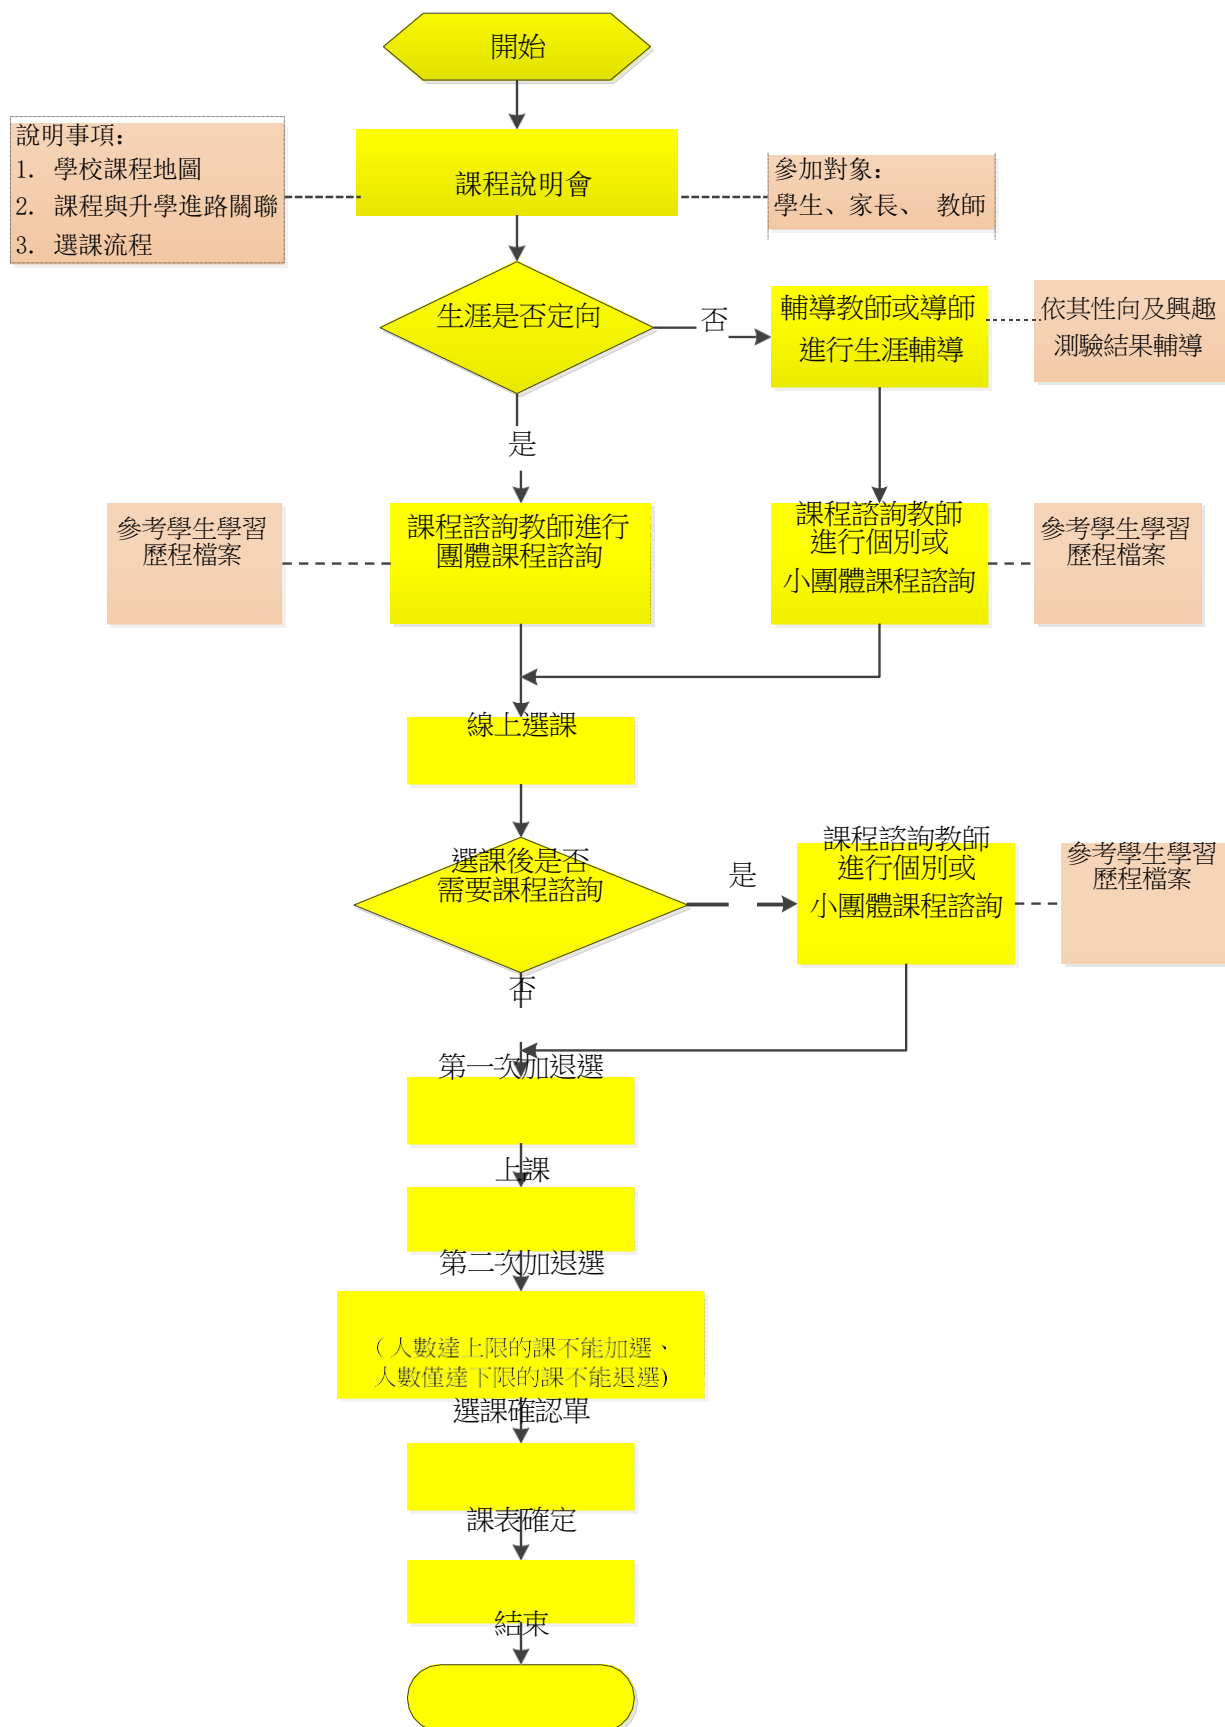 開始
說明事項：
1. 學校課程地圖
2. 課程與升學進路關聯
3. 選課流程
課程說明會
參加對象：
學生、家長、 教師
生涯是否定向
否
輔導教師或導師
進行生涯輔導
依其性向及興趣
測驗結果輔導
是
參考學生學習
歷程檔案
課程諮詢教師進行
團體課程諮詢
課程諮詢教師
進行個別或
小團體課程諮詢
參考學生學習
歷程檔案
線上選課
選課後是否
需要課程諮詢
是
課程諮詢教師
進行個別或
小團體課程諮詢
參考學生學習
歷程檔案
否
第一次加退選
上課
第二次加退選
（人數達上限的課不能加選、
人數僅達下限的課不能退選)
選課確認單
課表確定
結束